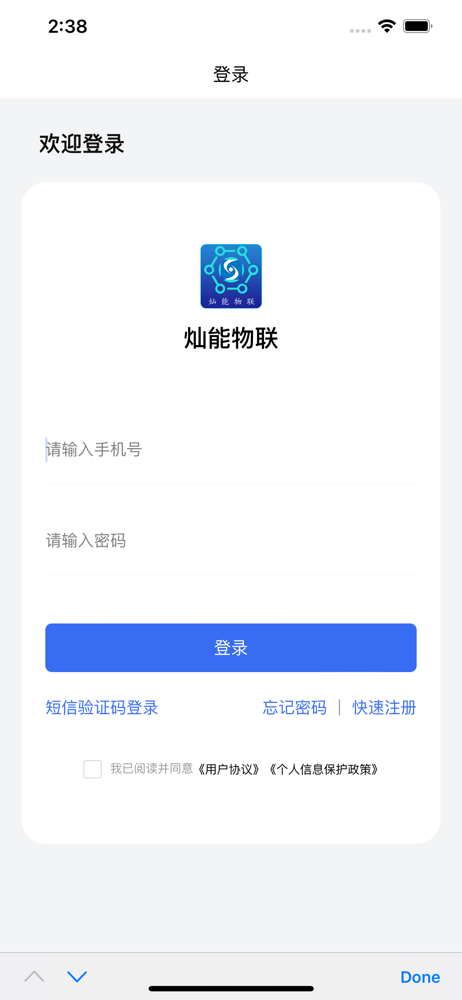 2:38
登录
欢迎登录
灿能物联
灿能物联
请输入手机号
请输入密码
登录
短信验证码登录 忘记密码 | 快速注册
我已阅读并同意《用户协议》《个人信息保护政策》
Done